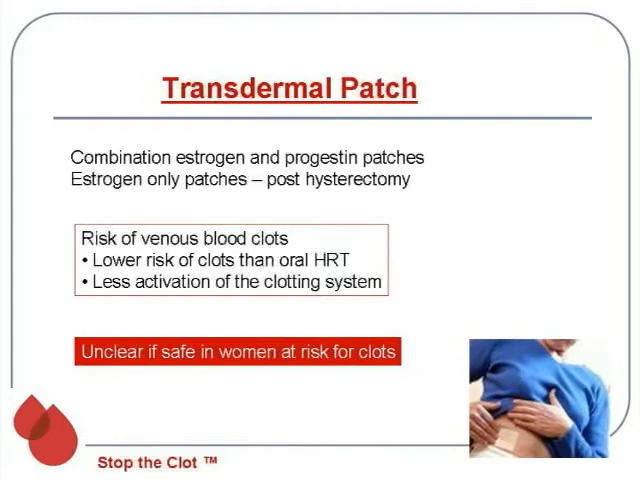 Transdermal Patch
Combination estrogen and progestin patches
Estrogen only patches – post hysterectomy
Risk of venous blood clots
• Lower risk of clots than oral HRT
• Less activation of the clotting system
Unclear if safe in women at risk for clots
Stop the Clot ™